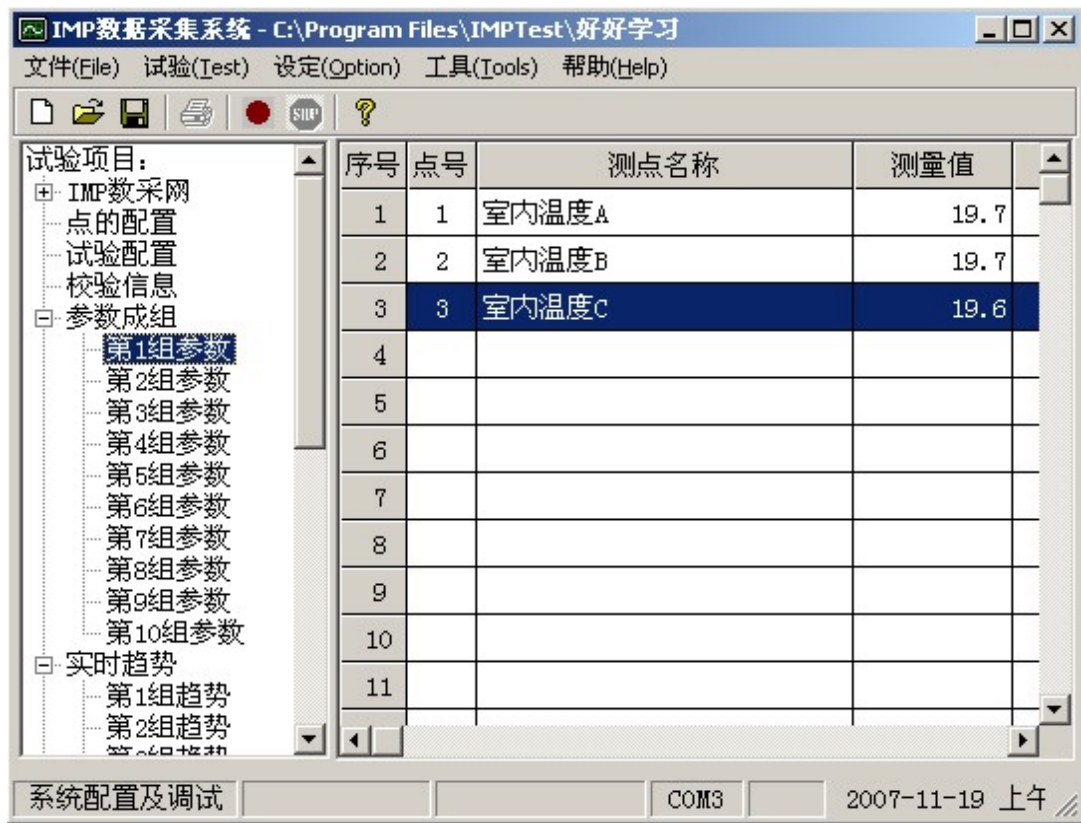 IMP数据采集系统 - C:\Program Files\IMPTest\好好学习
文件(File) 试验(Test) 设定(Option) 工具(Tools) 帮助(Help)
STOP
试验项目:
IMP数采网
点的配置
试验配置
校验信息
参数成组
第1组参数
第2组参数
第3组参数
第4组参数
第5组参数
第6组参数
第7组参数
第8组参数
第9组参数
第10组参数
实时趋势
第1组趋势
第2组趋势
序号 点号 测点名称 测量值
1 1 室内温度A 19.7
2 2 室内温度B 19.7
3 3 室内温度C 19.6
4
5
6
7
8
9
10
11
系统配置及调试 COM3 2007-11-19 上午